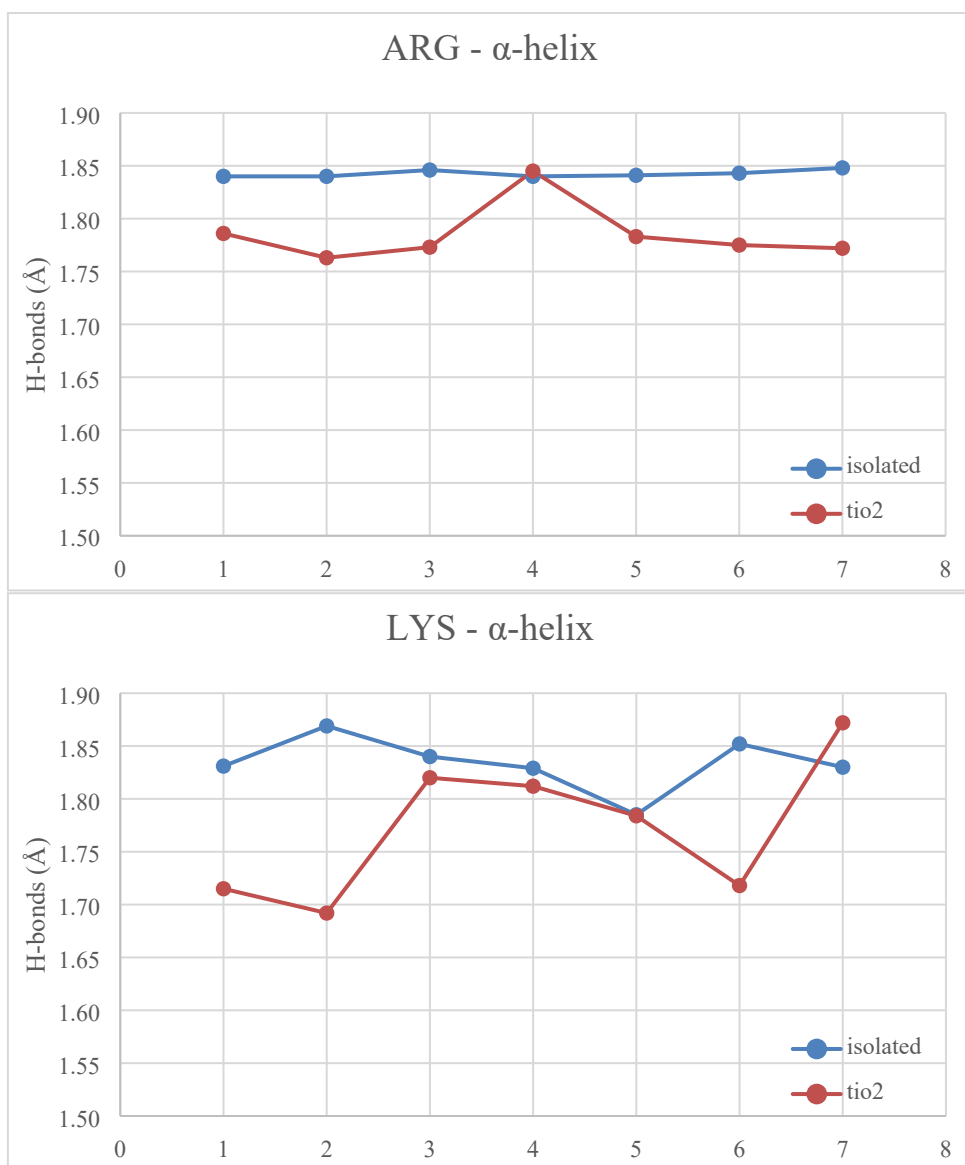 ARG - α-helix
H-bonds (Å)
1.90
1.85
1.80
1.75
1.70
1.65
1.60
1.55
1.50
isolated
tio2
0 1 2 3 4 5 6 7 8
LYS - α-helix
H-bonds (Å)
1.90
1.85
1.80
1.75
1.70
1.65
1.60
1.55
1.50
isolated
tio2
0 1 2 3 4 5 6 7 8